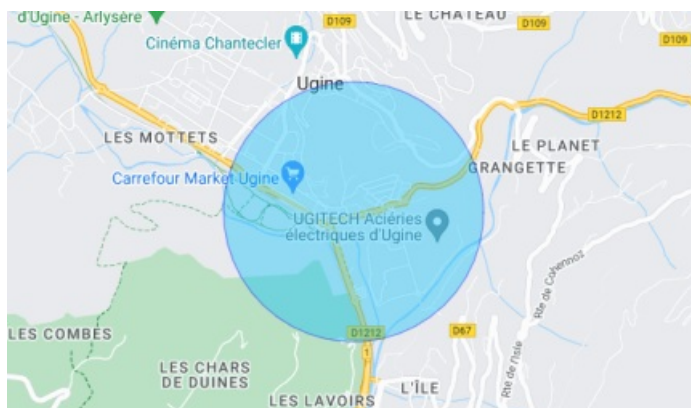 d'Ugine - Arlysère
D109
LE CHATEAU
D109
D109
Cinéma Chantecler
Ugine
D1212
LES MOTTETS
LE PLANET
GRANGETTE
Carrefour Market Ugine
UGITECH Aciéries
électriques d'Ugine
Rte de Cohennoz
LES COMBES
D1212
D67
1
LES CHARS
DE DUINES
Rte de l'Isle
L'ÎLE
LES LAVOIRS